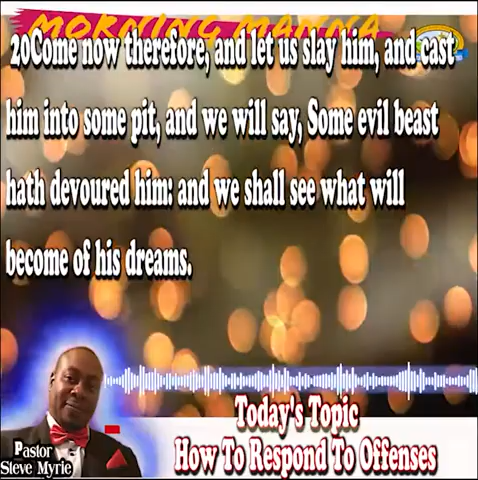 MORNING MANNA
20Come now therefore, and let us slay him, and cast
him into some pit, and we will say, Some evil beast
hath devoured him: and we shall see what will
become of his dreams.
Today's Topic
How To Respond To Offenses
Pastor
Steve Myrie